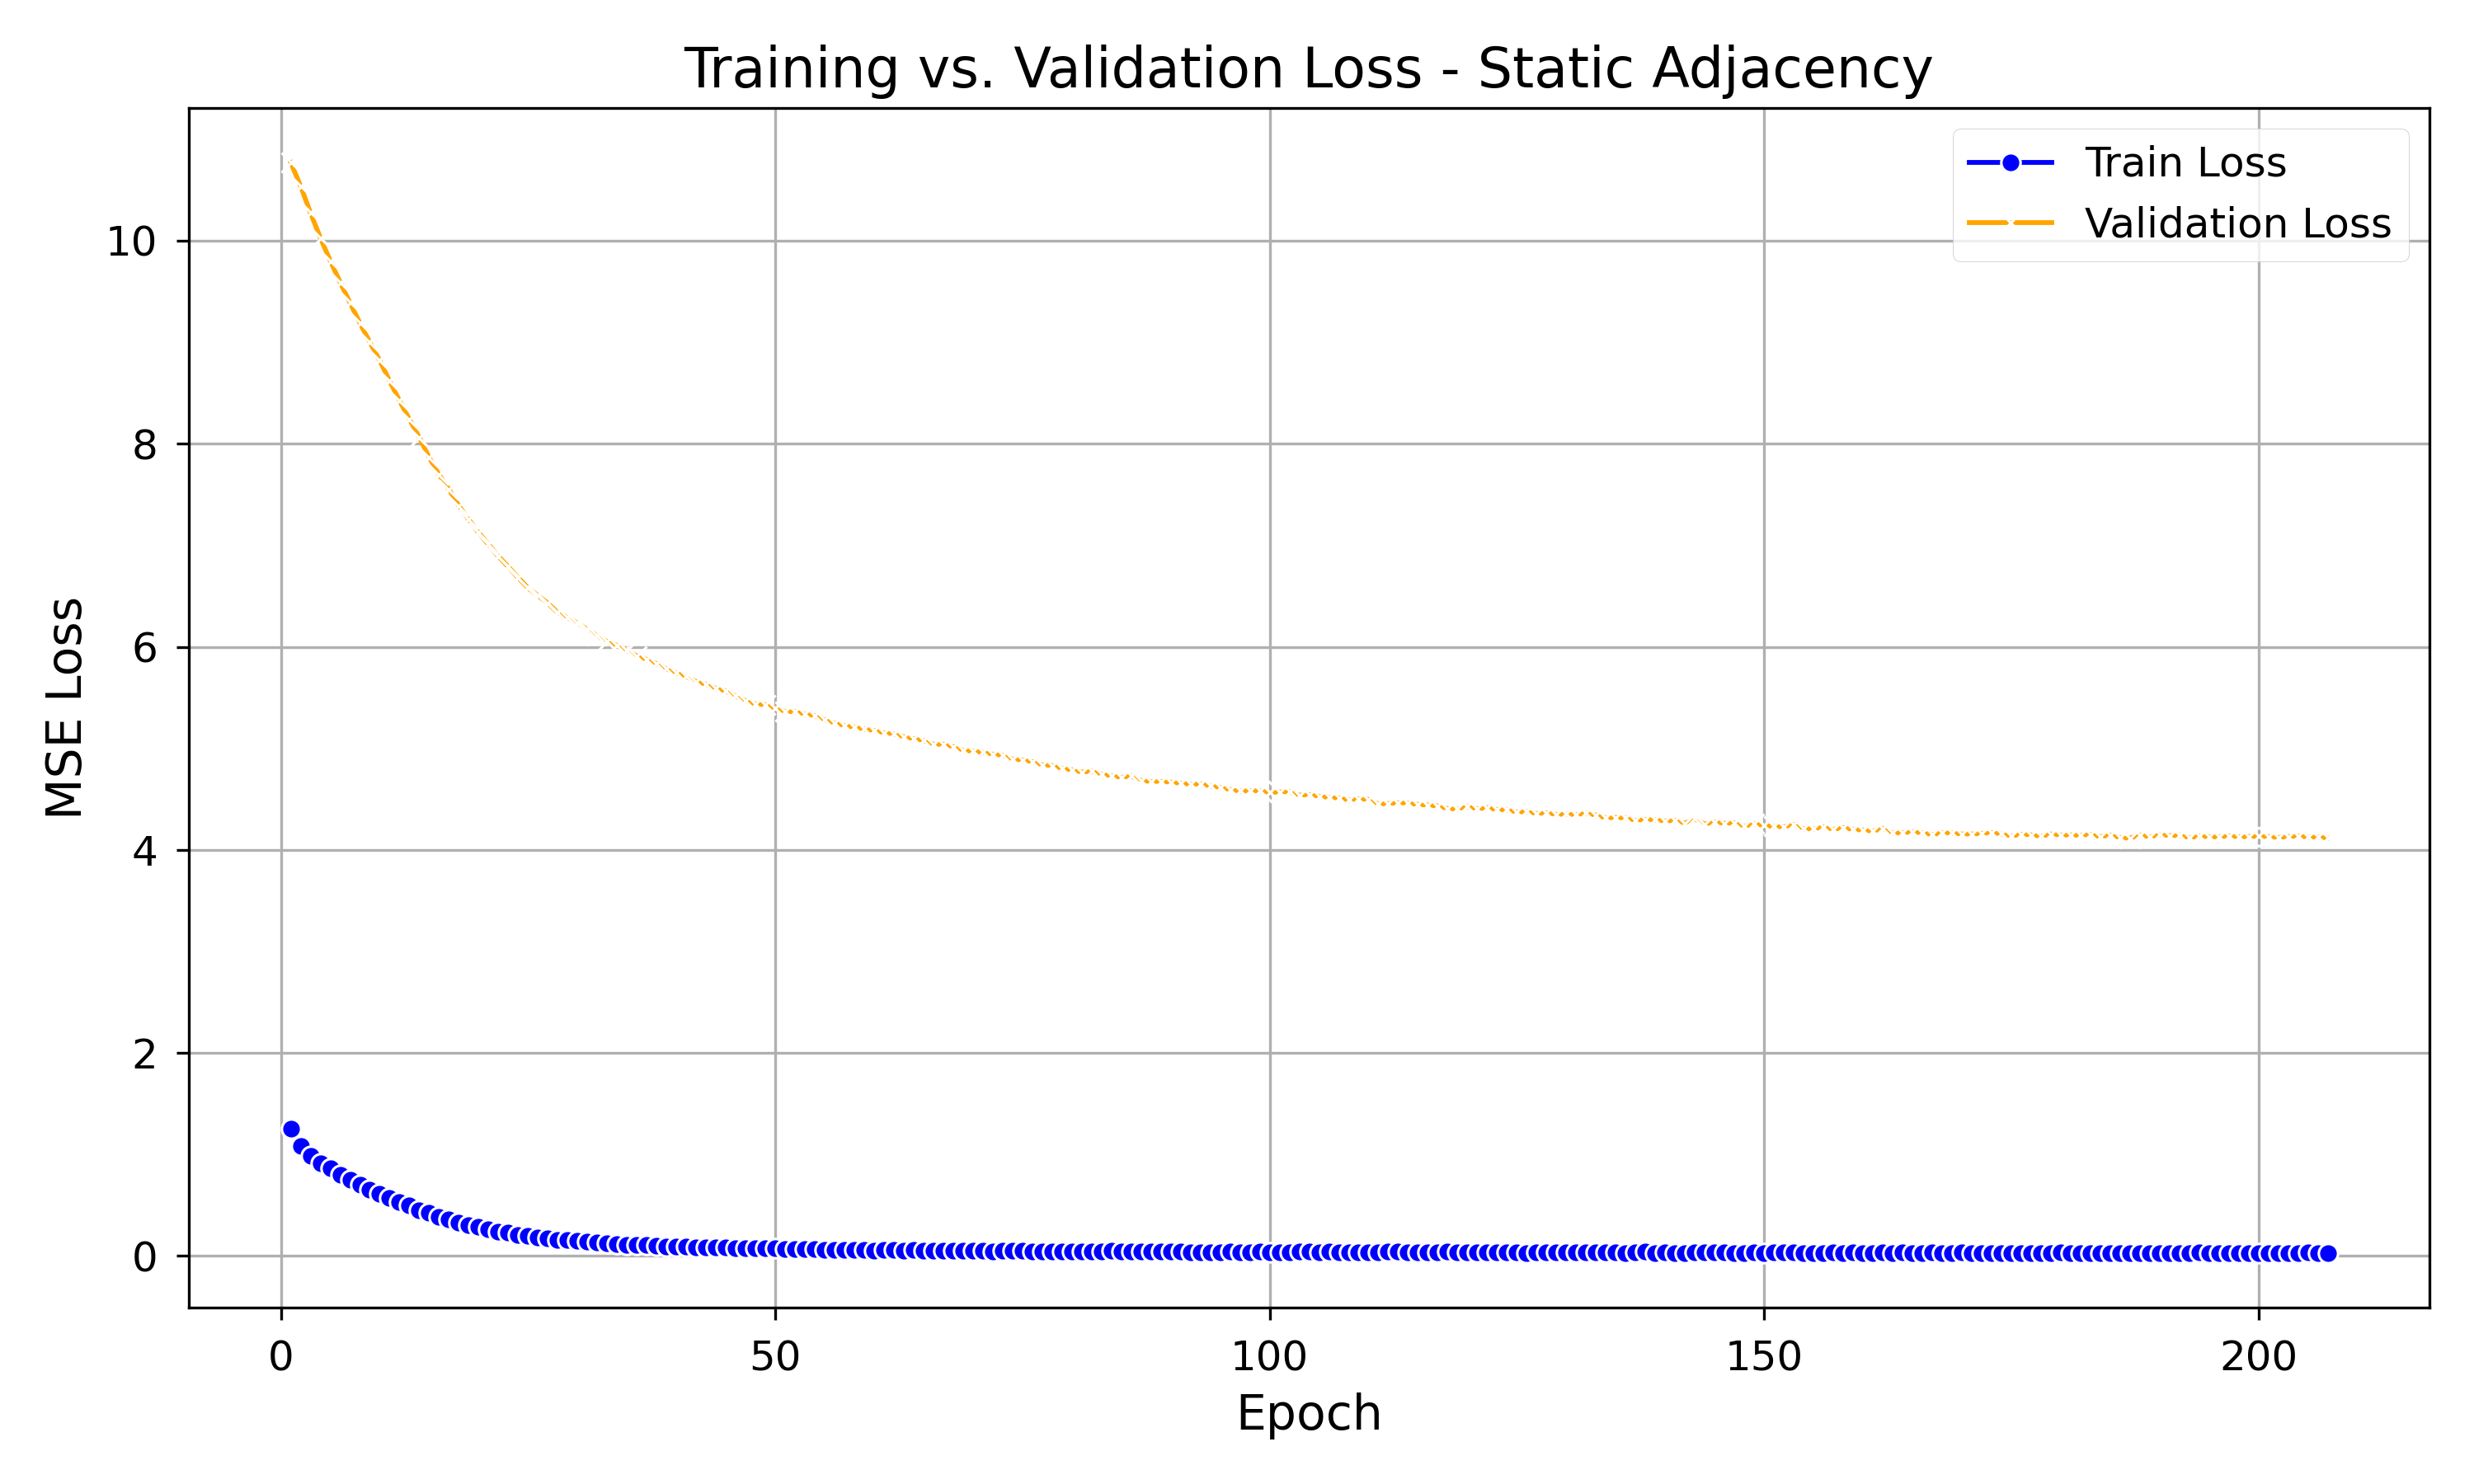 Training vs. Validation Loss - Static Adjacency
Train Loss
Validation Loss
MSE Loss
10
8
6
4
2
0
0 50 100 150 200
Epoch